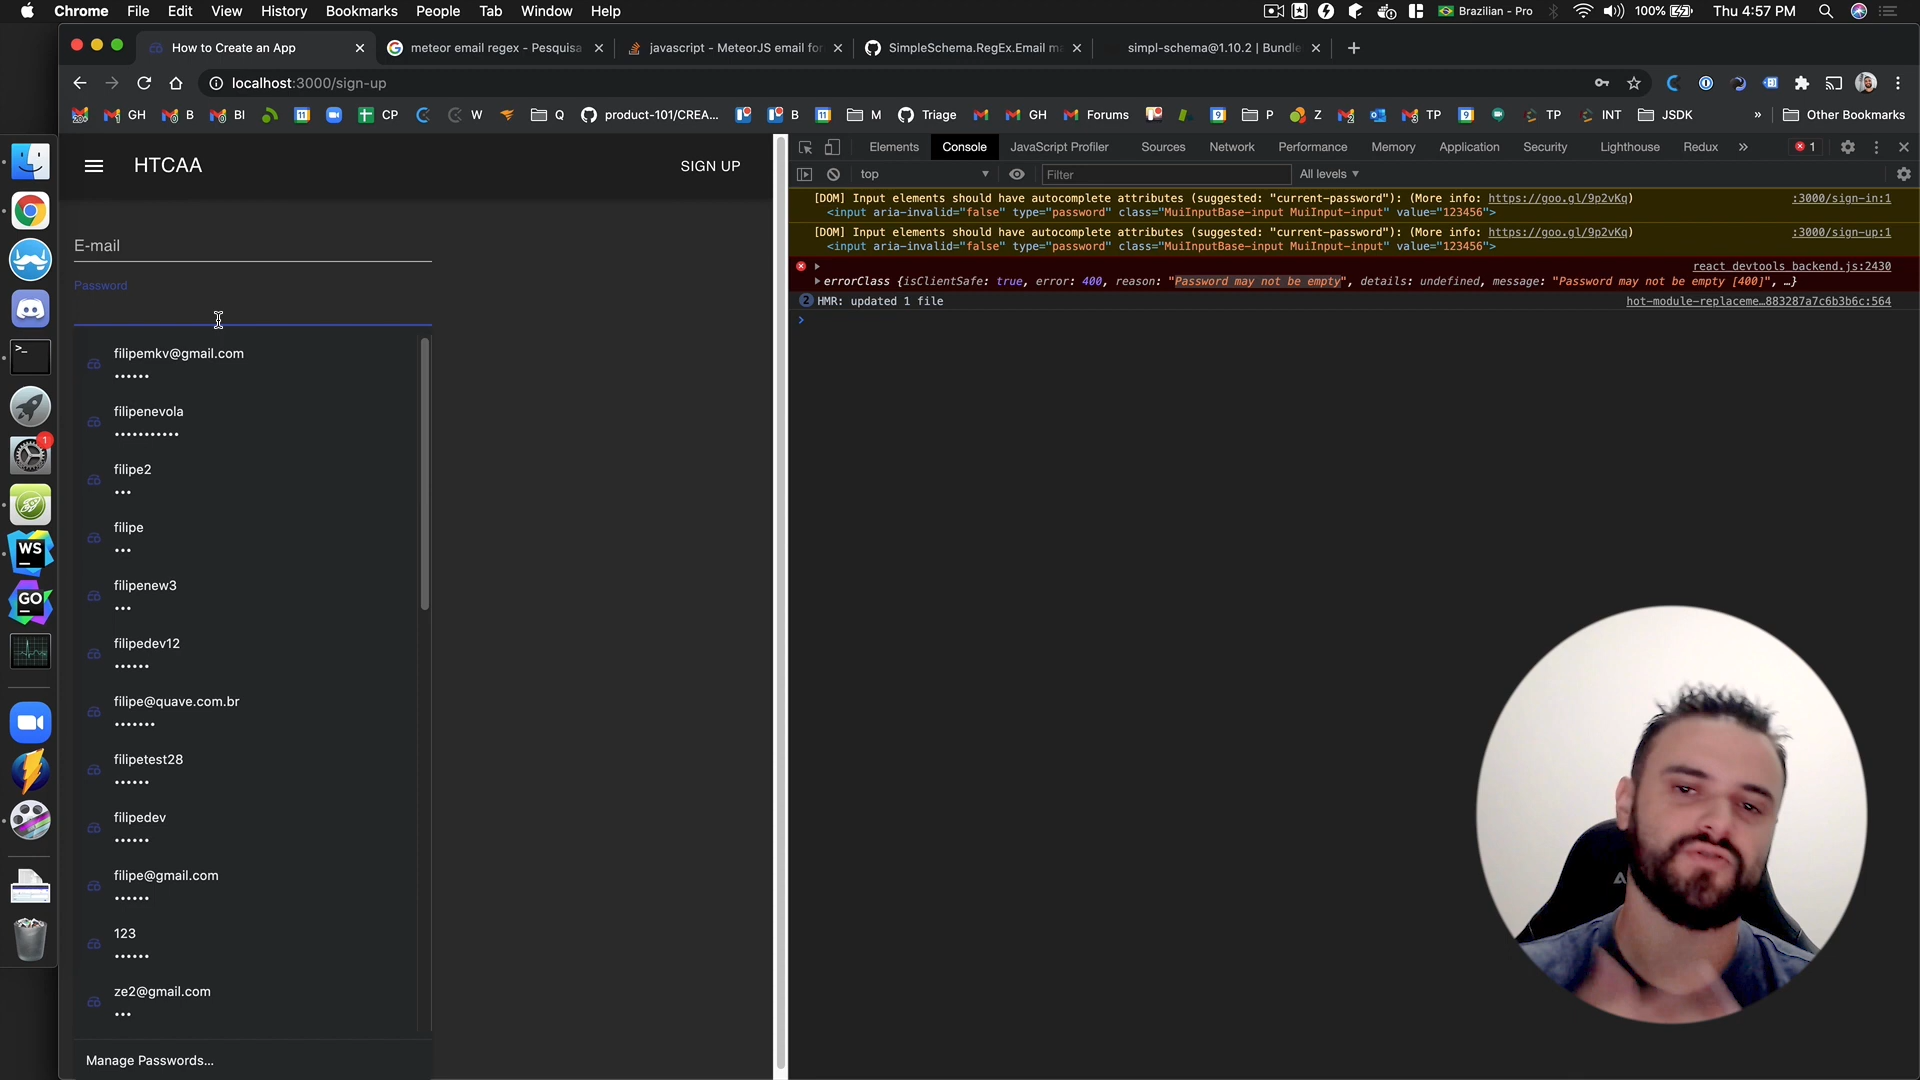 Chrome File Edit View History Bookmarks People Tab Window Help
Brazilian - Pro 100% Thu 4:57 PM
How to Create an App
meteor email regex - Pesquisa
javascript - MeteorJS email for
SimpleSchema.RegEx.Email ma
simpl-schema@1.10.2 | Bundle
localhost:3000/sign-up
GH B BI CP W Q product-101/CREA... B M Triage GH Forums P Z TP TP INT JSDK » Other Bookmarks
HTCAA
SIGN UP
E-mail
Password
filipemkv@gmail.com
••••••
filipenevola
•••••••••••
filipe2
•••
filipe
•••
filipenew3
•••
filipedev12
••••••
filipe@quave.com.br
•••••••
filipetest28
••••••
filipedev
••••••
filipe@gmail.com
••••••
123
••••••
ze2@gmail.com
•••
Manage Passwords...
Elements Console JavaScript Profiler Sources Network Performance Memory Application Security Lighthouse Redux » 1
top Filter All levels
[DOM] Input elements should have autocomplete attributes (suggested: "current-password"): (More info: https://goo.gl/9p2vKq) :3000/sign-in:1
<input aria-invalid="false" type="password" class="MuiInputBase-input MuiInput-input" value="123456">
[DOM] Input elements should have autocomplete attributes (suggested: "current-password"): (More info: https://goo.gl/9p2vKq) :3000/sign-up:1
<input aria-invalid="false" type="password" class="MuiInputBase-input MuiInput-input" value="123456">
react_devtools_backend.js:2430
errorClass {isClientSafe: true, error: 400, reason: "Password may not be empty", details: undefined, message: "Password may not be empty [400]", …}
2 HMR: updated 1 file hot-module-replaceme…883287a7c6b3b6c:564
WS
GO
1